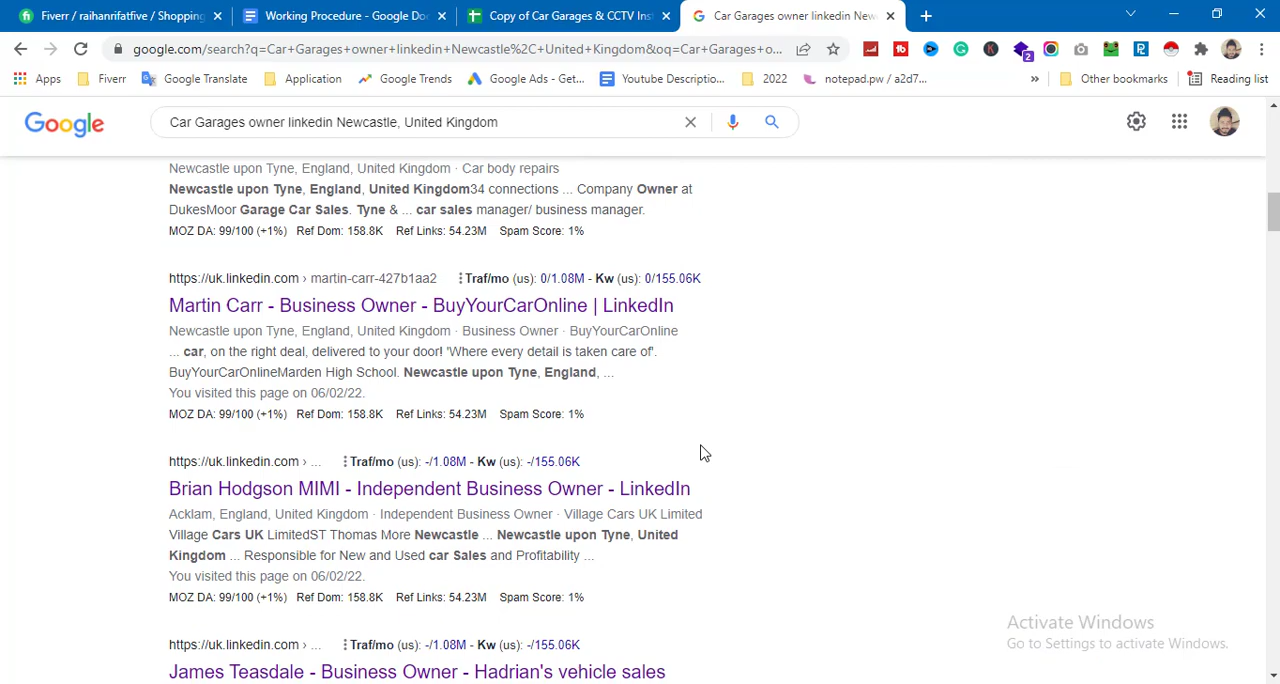 Fiverr / raihanrifatfive / Shopping
Working Procedure - Google Doc
Copy of Car Garages & CCTV Inst
Car Garages owner linkedin New
google.com/search?q=Car+Garages+owner+linkedin+Newcastle%2C+United+Kingdom&oq=Car+Garages+o...
2
Apps
Fiverr
Google Translate
Application
Google Trends
Google Ads - Get...
Youtube Descriptio...
2022
notepad.pw / a2d7...
»
Other bookmarks
Reading list
Google
Car Garages owner linkedin Newcastle, United Kingdom
Newcastle upon Tyne, England, United Kingdom · Car body repairs
Newcastle upon Tyne, England, United Kingdom34 connections ... Company Owner at
DukesMoor Garage Car Sales. Tyne & ... car sales manager/ business manager.
MOZ DA: 99/100 (+1%) Ref Dom: 158.8K Ref Links: 54.23M Spam Score: 1%
https://uk.linkedin.com › martin-carr-427b1aa2 Traf/mo (us): 0/1.08M - Kw (us): 0/155.06K
Martin Carr - Business Owner - BuyYourCarOnline | LinkedIn
Newcastle upon Tyne, England, United Kingdom · Business Owner · BuyYourCarOnline
... car, on the right deal, delivered to your door! 'Where every detail is taken care of'.
BuyYourCarOnlineMarden High School. Newcastle upon Tyne, England, ...
You visited this page on 06/02/22.
MOZ DA: 99/100 (+1%) Ref Dom: 158.8K Ref Links: 54.23M Spam Score: 1%
https://uk.linkedin.com › ... Traf/mo (us): -/1.08M - Kw (us): -/155.06K
Brian Hodgson MIMI - Independent Business Owner - LinkedIn
Acklam, England, United Kingdom · Independent Business Owner · Village Cars UK Limited
Village Cars UK LimitedST Thomas More Newcastle ... Newcastle upon Tyne, United
Kingdom ... Responsible for New and Used car Sales and Profitability ...
You visited this page on 06/02/22.
MOZ DA: 99/100 (+1%) Ref Dom: 158.8K Ref Links: 54.23M Spam Score: 1%
https://uk.linkedin.com › ... Traf/mo (us): -/1.08M - Kw (us): -/155.06K
James Teasdale - Business Owner - Hadrian's vehicle sales
Activate Windows
Go to Settings to activate Windows.